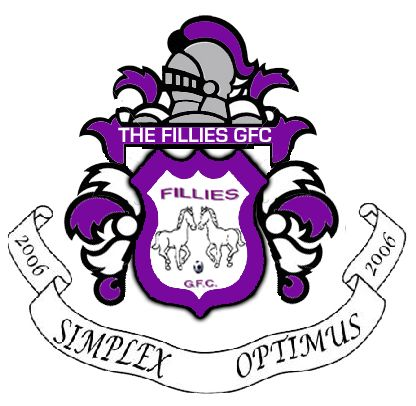 THE FILLIES GFC
FILLIES
G.F.C.
2006
2006
SIMPLEX OPTIMUS